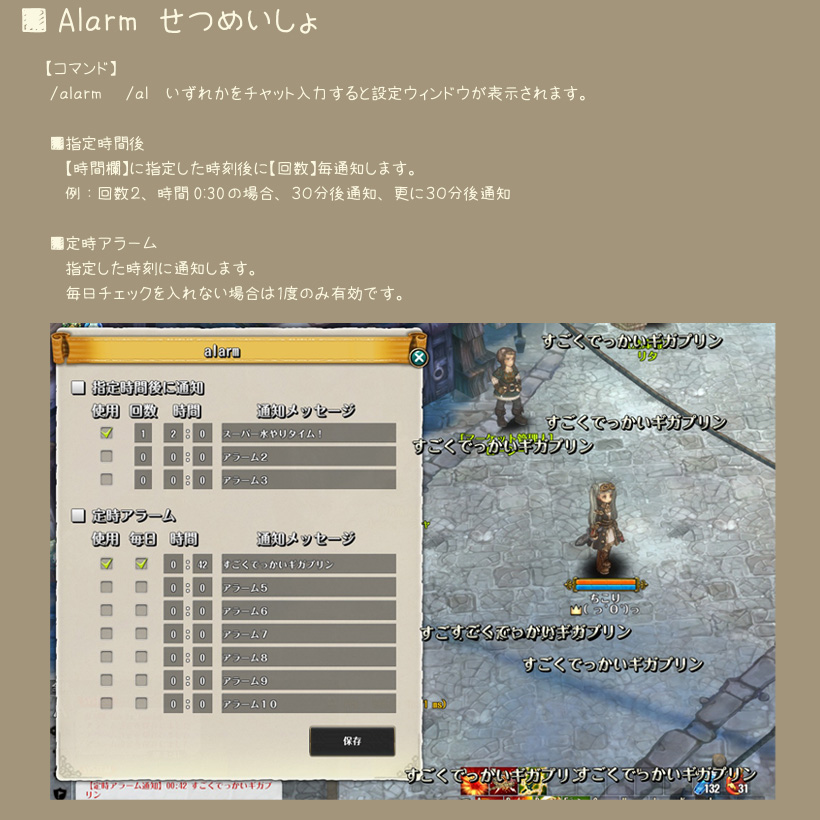 ■ Alarm せつめいしょ
【コマンド】
/alarm /al いずれかをチャット入力すると設定ウィンドウが表示されます。
■指定時間後
【時間欄】に指定した時刻後に【回数】毎通知します。
例：回数2、時間 0:30の場合、30分後通知、更に30分後通知
■定時アラーム
指定した時刻に通知します。
毎日チェックを入れない場合は1度のみ有効です。
alarm
指定時間後に通知
使用 回数 時間 通知メッセージ
1 2 : 0 スーパー水やりタイム！
0 0 : 0 アラーム2
0 0 : 0 アラーム3
定時アラーム
使用 毎日 時間 通知メッセージ
0 : 42 すごくでっかいギガプリン
0 : 0 アラーム5
0 : 0 アラーム6
0 : 0 アラーム7
0 : 0 アラーム8
0 : 0 アラーム9
0 : 0 アラーム10
保存
【定時アラーム通知】00:42 すごくでっかいギガプ
リン
すごくでっかいギガプリン
リタ
すごくでっかいギガプリン
すごくでっかいギガプリン
ちこり
すごすごくでっかいギガプリン
すごくでっかいギガプリン
すごくでっかいギガプリすごくでっかいギガプリン
132 31